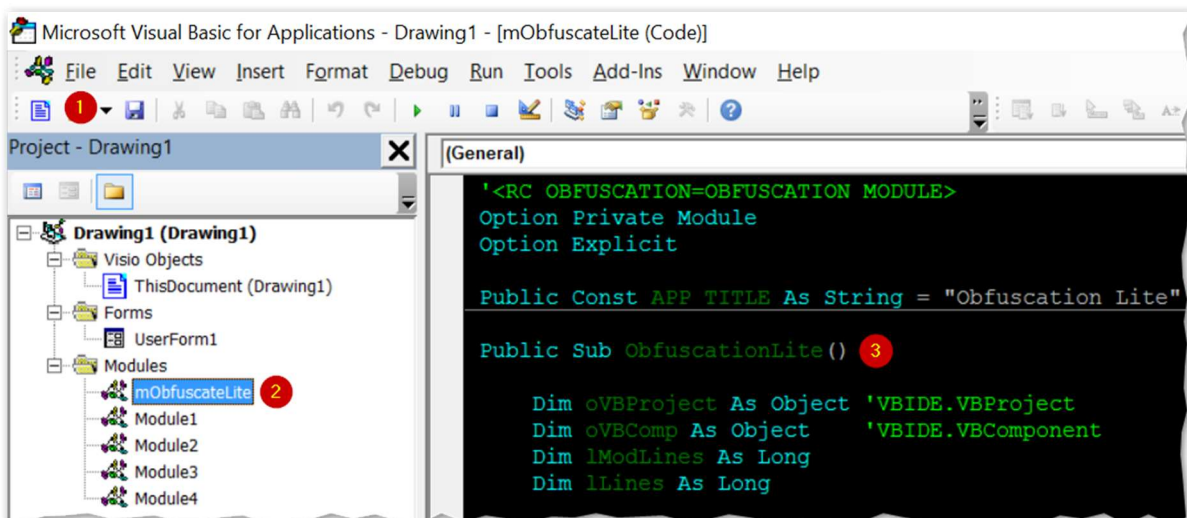 Microsoft Visual Basic for Applications - Drawing1 - [mObfuscateLite (Code)]
File Edit View Insert Format Debug Run Tools Add-Ins Window Help
1
Project - Drawing1
Drawing1 (Drawing1)
Visio Objects
ThisDocument (Drawing1)
Forms
UserForm1
Modules
mObfuscateLite 2
Module1
Module2
Module3
Module4
(General)
'<RC OBFUSCATION=OBFUSCATION MODULE>
Option Private Module
Option Explicit
Public Const APP_TITLE As String = "Obfuscation Lite"
Public Sub ObfuscationLite() 3
Dim oVBProject As Object 'VBIDE.VBProject
Dim oVBComp As Object 'VBIDE.VBComponent
Dim lModLines As Long
Dim lLines As Long